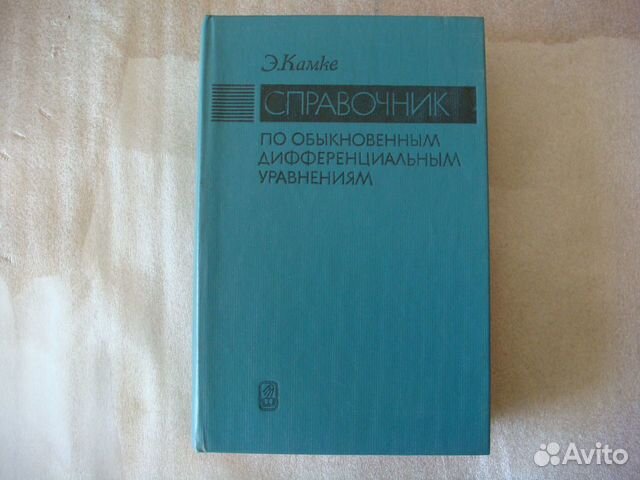 Э.Камке
СПРАВОЧНИК
ПО ОБЫКНОВЕННЫМ
ДИФФЕРЕНЦИАЛЬНЫМ
УРАВНЕНИЯМ
Avito